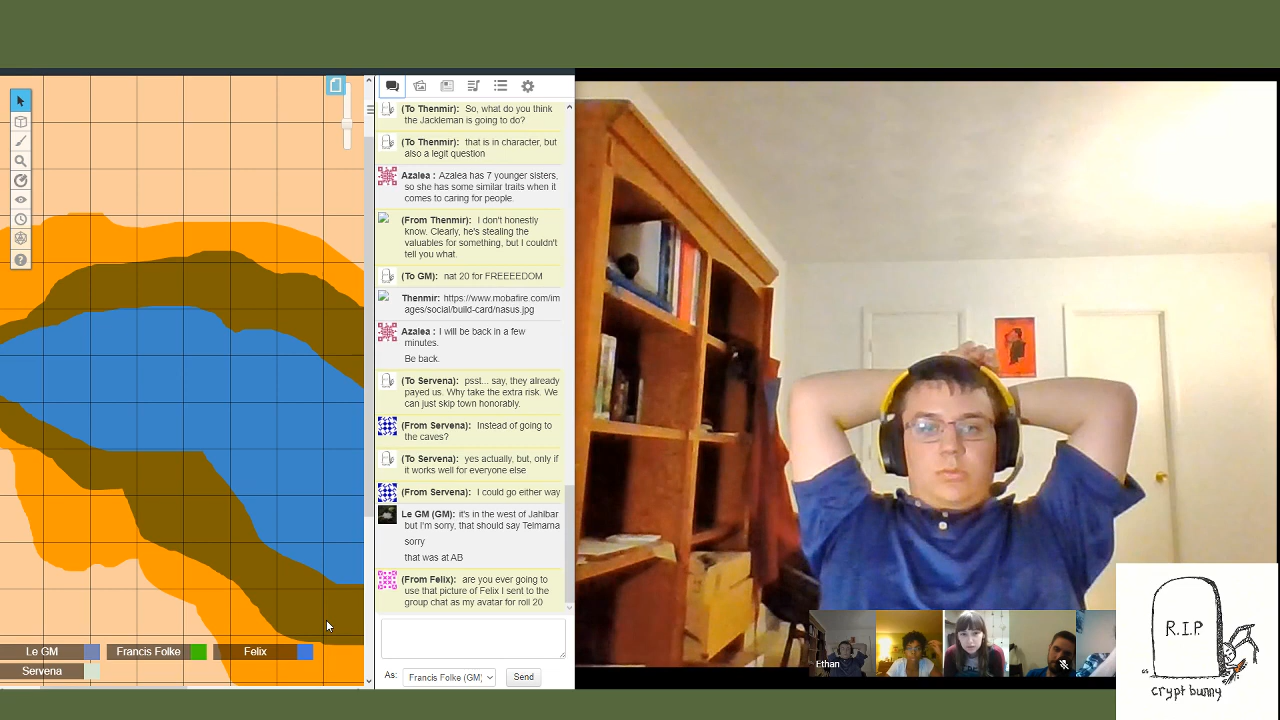 (To Thenmir): So, what do you think
the Jackleman is going to do?
(To Thenmir): that is in character, but
also a legit question
Azalea : Azalea has 7 younger sisters,
so she has some similar traits when it
comes to caring for people.
(From Thenmir): I don't honestly
know. Clearly, he's stealing the
valuables for something, but I couldn't
tell you what.
(To GM): nat 20 for FREEEEDOM
Thenmir: https://www.mobafire.com/im
ages/social/build-card/nasus.jpg
Azalea : I will be back in a few
minutes.
Be back.
(To Servena): psst... say, they already
payed us. Why take the extra risk. We
can just skip town honorably.
(From Servena): Instead of going to
the caves?
(To Servena): yes actually, but, only if
it works well for everyone else
(From Servena): I could go either way
Le GM (GM): it's in the west of Jahlbar
but I'm sorry, that should say Telmarna
sorry
that was at AB
(From Felix): are you ever going to
use that picture of Felix I sent to the
group chat as my avatar for roll 20
As: Francis Folke (GM) Send
Le GM Francis Folke Felix
Servena
Ethan
R.I.P
crypt bunny